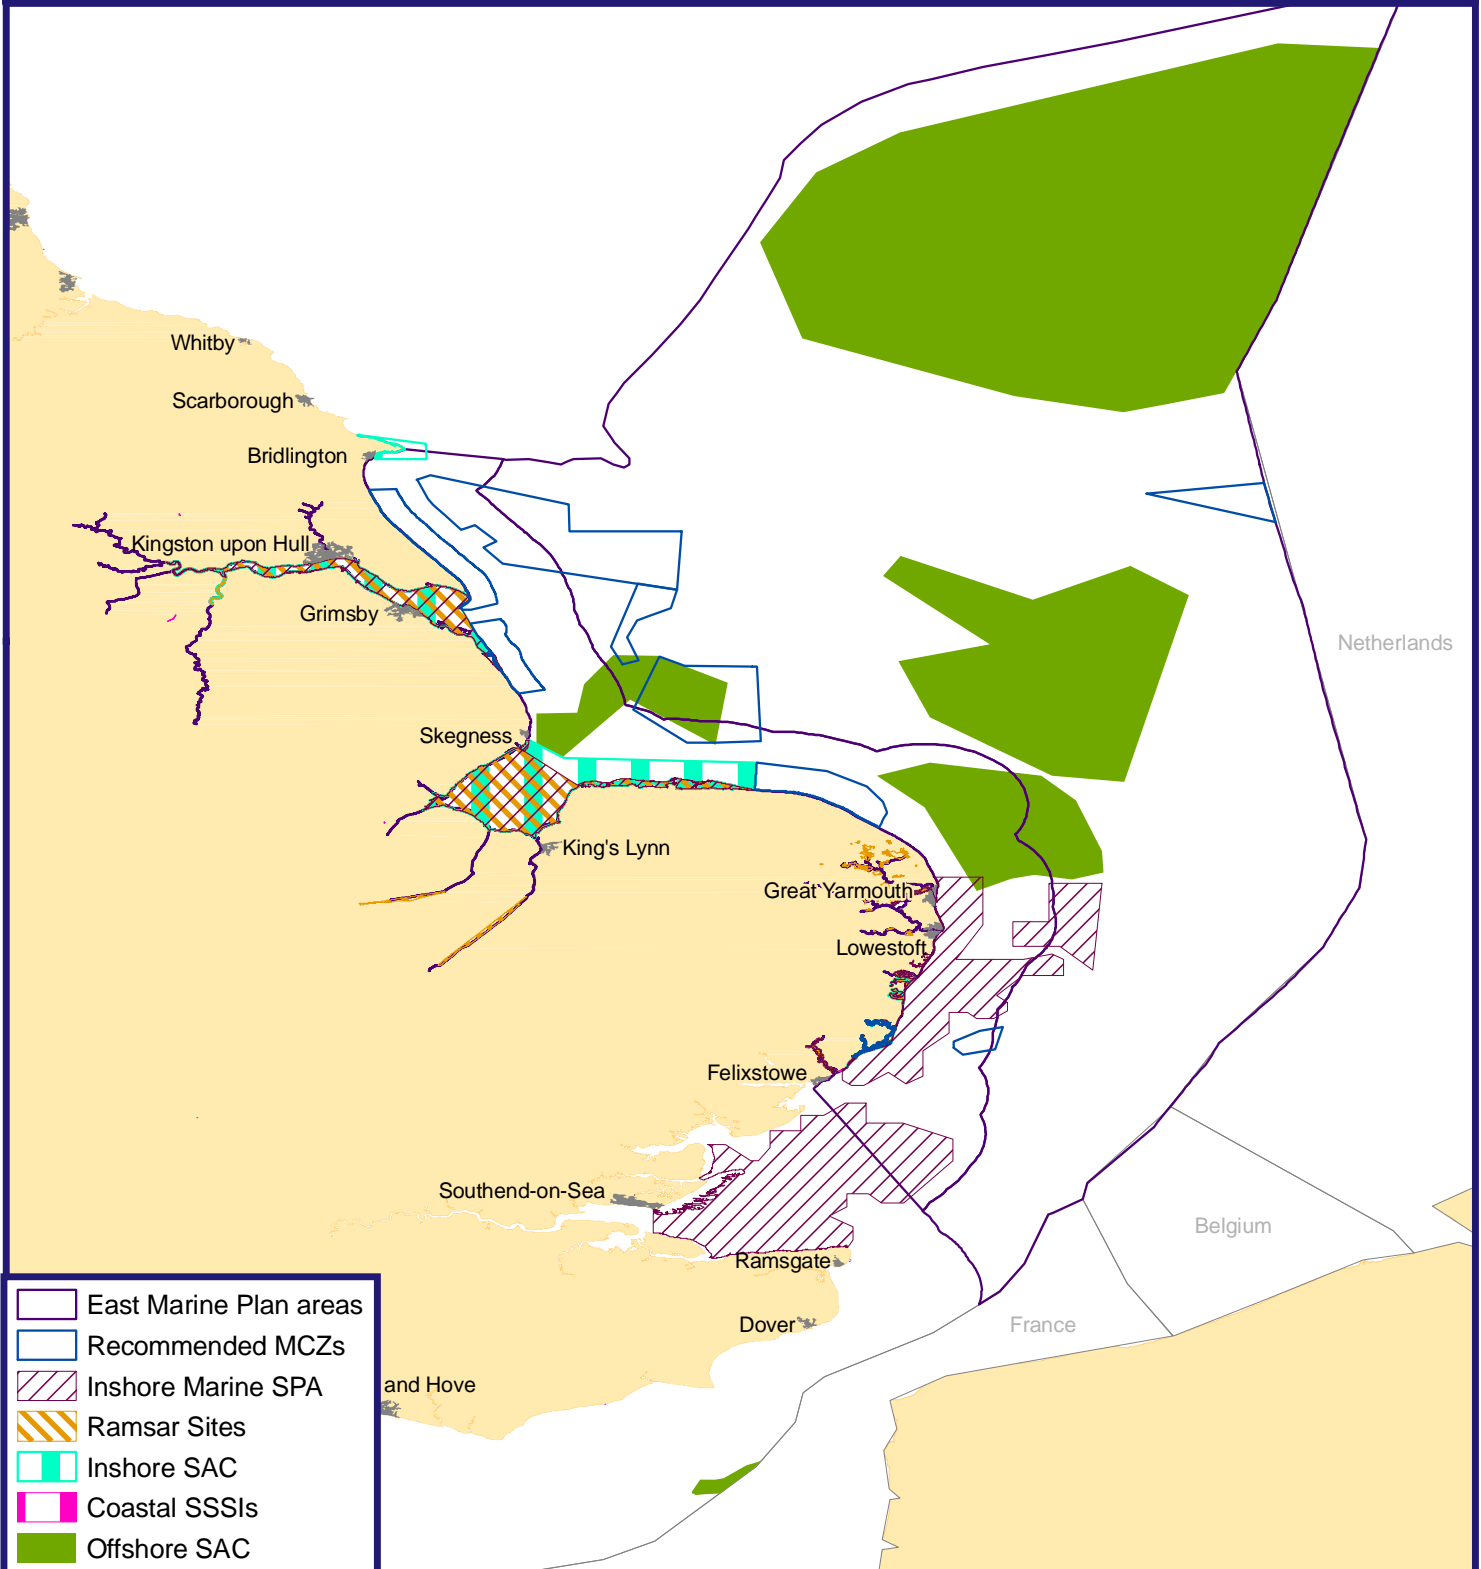 Whitby
Scarborough
Bridlington
Kingston upon Hull
Grimsby
Netherlands
Skegness
King's Lynn
Great Yarmouth
Lowestoft
Felixstowe
Southend-on-Sea
Belgium
Ramsgate
Dover
France
and Hove
East Marine Plan areas
Recommended MCZs
Inshore Marine SPA
Ramsar Sites
Inshore SAC
Coastal SSSIs
Offshore SAC